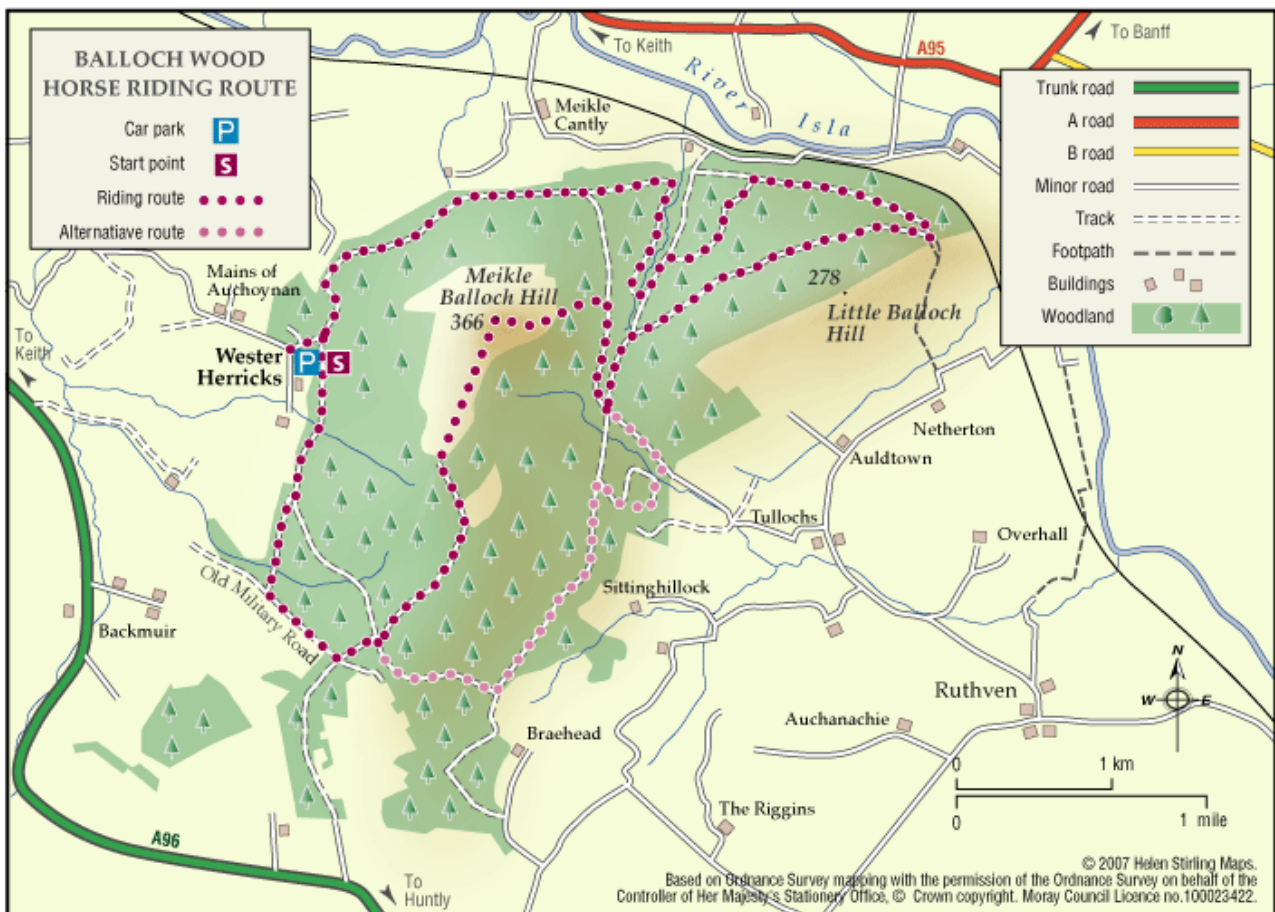 BALLOCH WOOD
HORSE RIDING ROUTE
Car park
P
Start point
S
Riding route
Alternatiave route
To Keith
A95
To Banff
River
Isla
Meikle
Cantly
Trunk road
A road
B road
Minor road
Track
Footpath
Buildings
Woodland
Mains of
Auchoynan
Meikle
Balloch Hill
366
278
Little Balloch
Hill
To
Keith
Wester
Herricks
P
S
Netherton
Auldtown
Tullochs
Overhall
Old Military Road
Sittinghillock
Backmuir
Ruthven
N
W
E
Auchanachie
Braehead
0
1 km
The Riggins
0
1 mile
A96
To
Huntly
© 2007 Helen Stirling Maps.
Based on Ordnance Survey mapping with the permission of the Ordnance Survey on behalf of the
Controller of Her Majesty's Stationery Office, © Crown copyright. Moray Council Licence no.100023422.